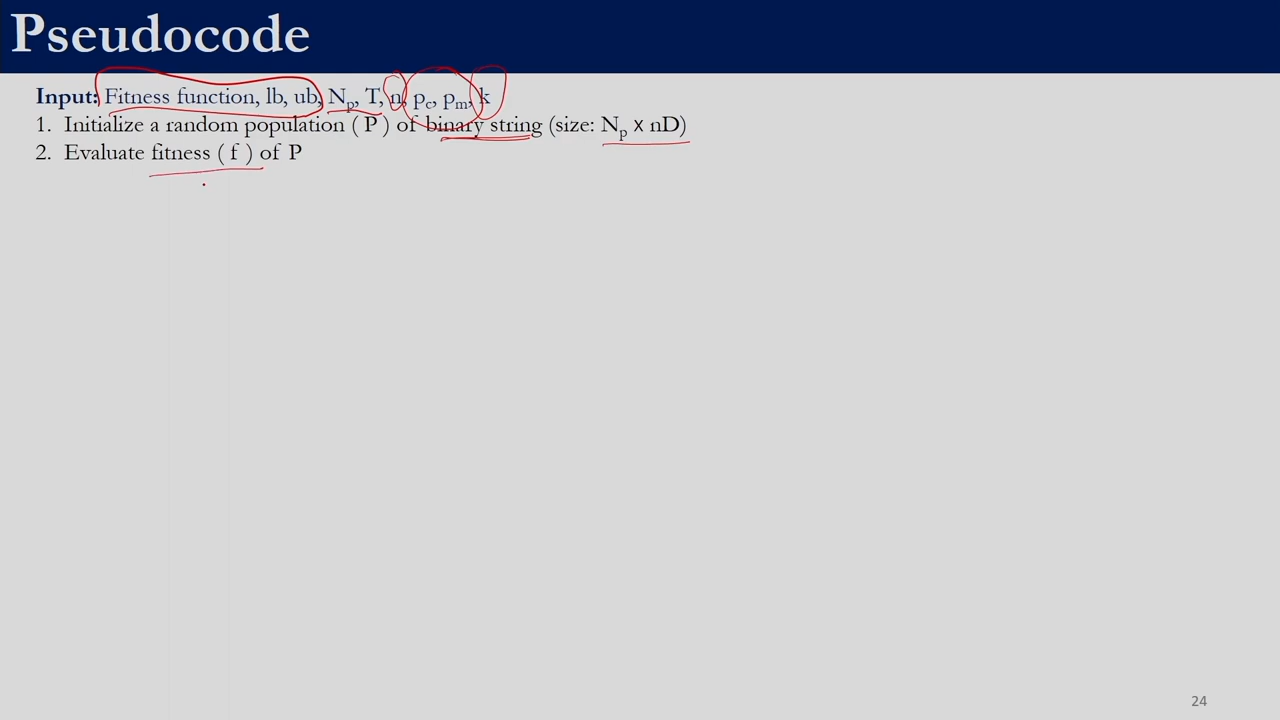 Pseudocode
Input: Fitness function, lb, ub, Np, T, n, pc, pm, k
1. Initialize a random population ( P ) of binary string (size: Np x nD)
2. Evaluate fitness ( f ) of P
24